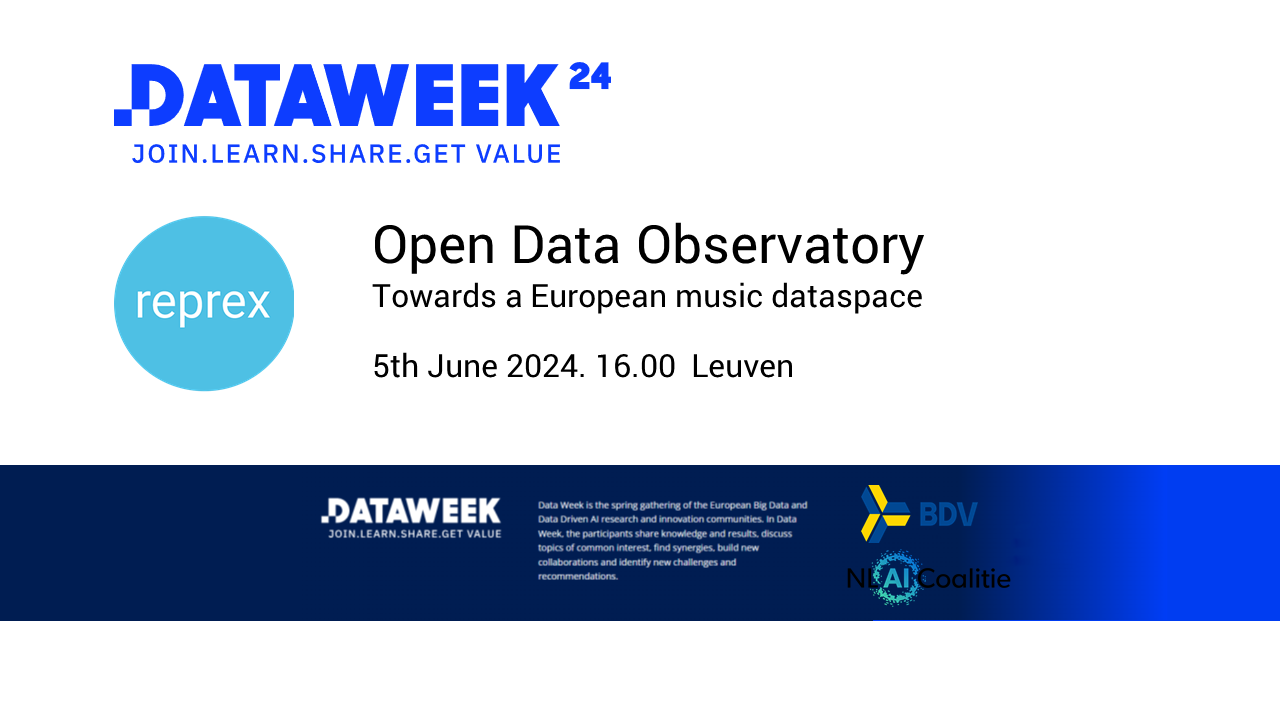 DATAWEEK 24
JOIN.LEARN.SHARE.GET VALUE
reprex
Open Data Observatory
Towards a European music dataspace
5th June 2024. 16.00 Leuven
DATAWEEK
JOIN.LEARN.SHARE.GET VALUE
Data Week is the spring gathering of the European Big Data and
Data Driven AI research and innovation communities. In Data
Week, the participants share knowledge and results, discuss
topics of common interest, find synergies, build new
collaborations and identify new challenges and
recommendations.
BDV
NL AI Coalitie